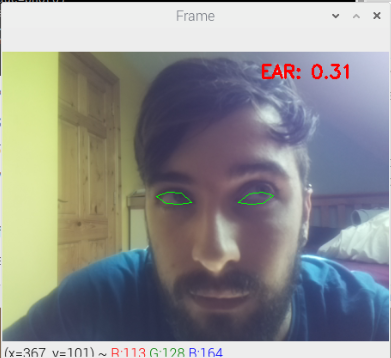 Frame
EAR: 0.31
(x=367, y=101) ~ R:113 G:128 B:164